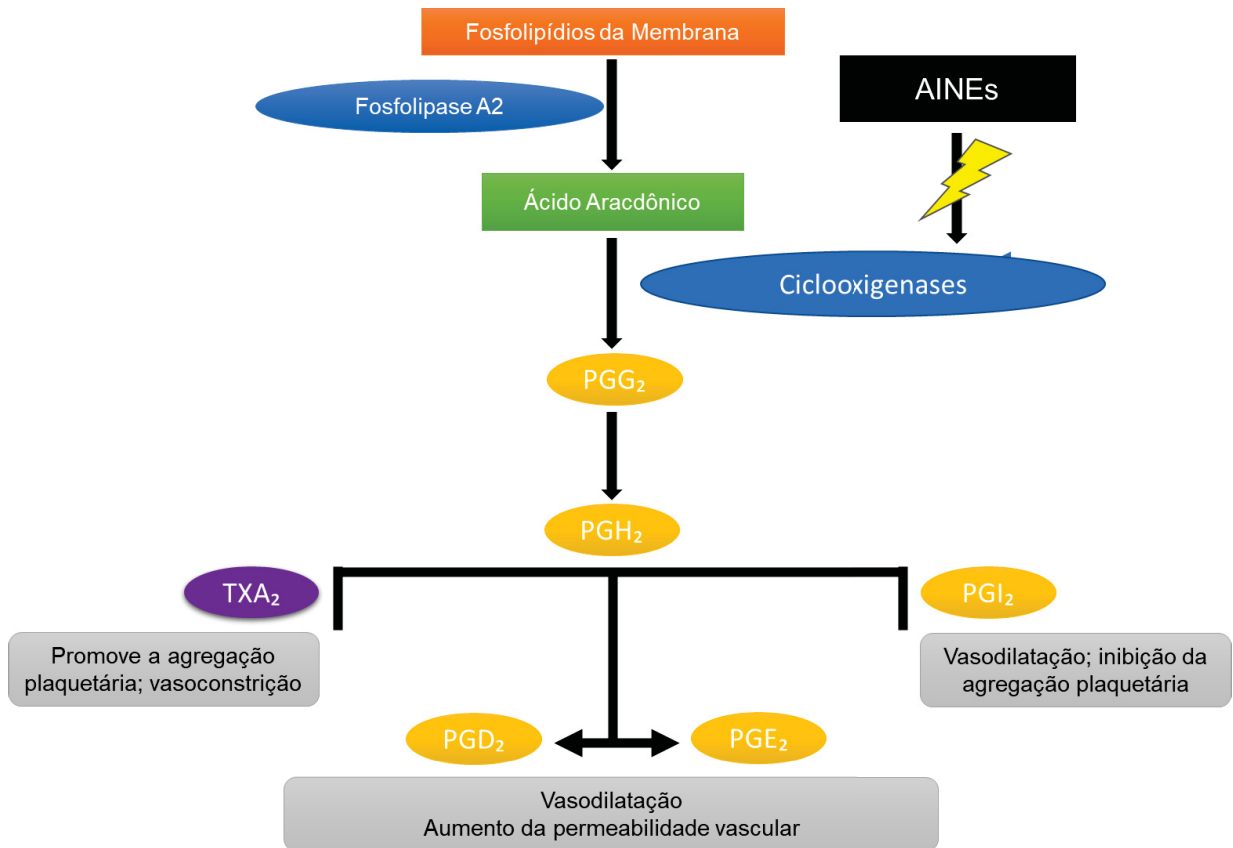 Fosfolipídios da Membrana
AINEs
Fosfolipase A2
Ácido Aracdônico
Ciclooxigenases
PGG₂
PGH₂
TXA₂
PGI₂
Promove a agregação
plaquetária; vasoconstrição
Vasodilatação; inibição da
agregação plaquetária
PGD₂
PGE₂
Vasodilatação
Aumento da permeabilidade vascular